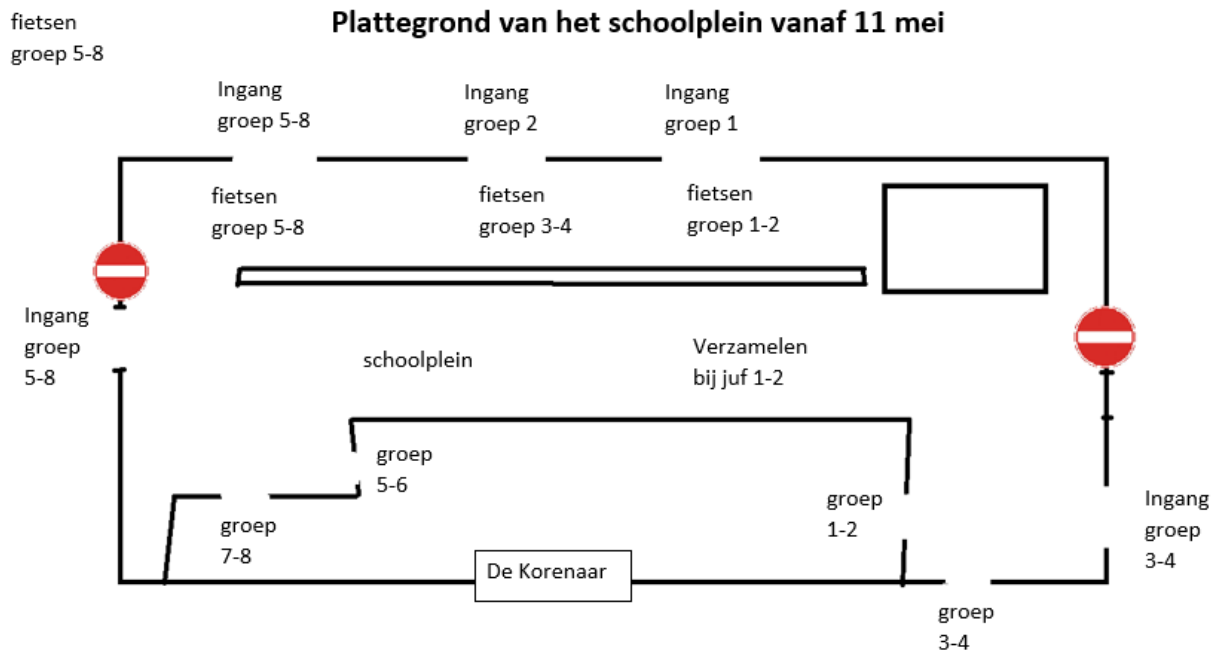 fietsen
groep 5-8
Plattegrond van het schoolplein vanaf 11 mei
Ingang
groep 5-8
Ingang
groep 2
Ingang
groep 1
fietsen
groep 5-8
fietsen
groep 3-4
fietsen
groep 1-2
Ingang
groep
5-8
schoolplein
Verzamelen
bij juf 1-2
groep
5-6
groep
7-8
groep
1-2
Ingang
groep
3-4
De Korenaar
groep
3-4